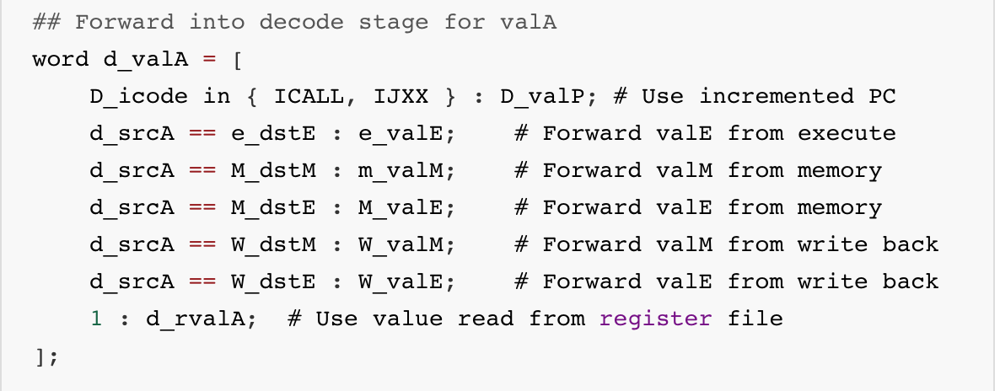 ## Forward into decode stage for valA
word d_valA = [
    D_icode in { ICALL, IJXX } : D_valP; # Use incremented PC
    d_srcA == e_dstE : e_valE;    # Forward valE from execute
    d_srcA == M_dstM : m_valM;    # Forward valM from memory
    d_srcA == M_dstE : M_valE;    # Forward valE from memory
    d_srcA == W_dstM : W_valM;    # Forward valM from write back
    d_srcA == W_dstE : W_valE;    # Forward valE from write back
    1 : d_rvalA;  # Use value read from register file
];